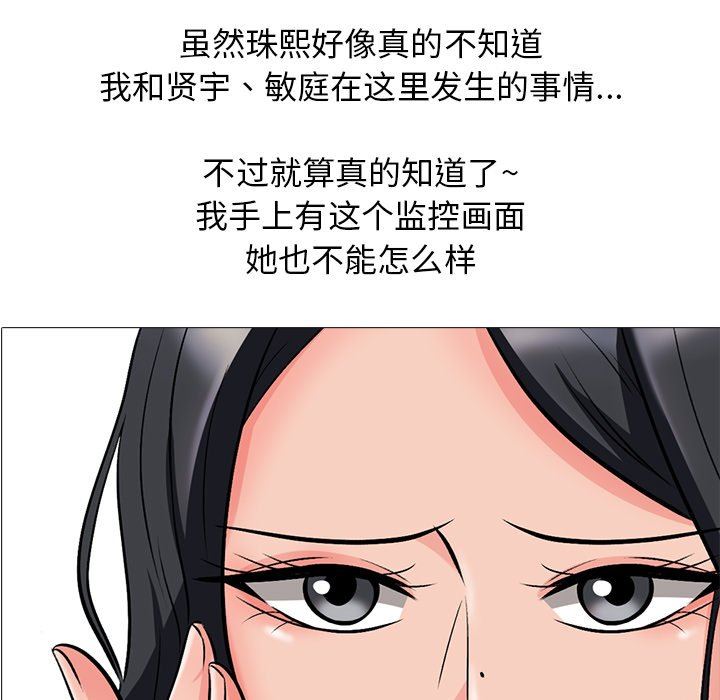 虽然珠熙好像真的不知道
我和贤宇、敏庭在这里发生的事情...
不过就算真的知道了~
我手上有这个监控画面
她也不能怎么样